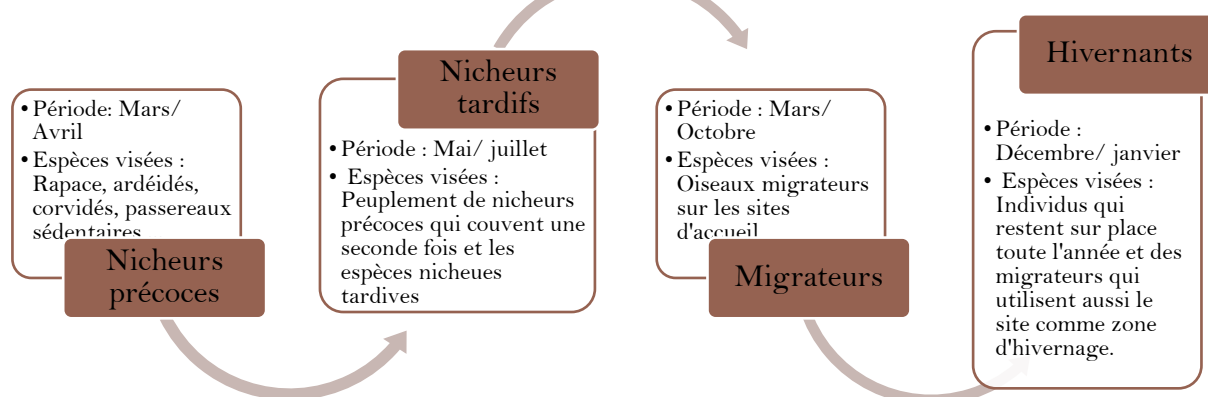 • Période: Mars/
Avril
• Espèces visées :
Rapace, ardéidés,
corvidés, passereaux
sédentaires
Nicheurs
précoces
Nicheurs
tardifs
• Période : Mai/ juillet
• Espèces visées :
Peuplement de nicheurs
précoces qui couvent une
seconde fois et les
espèces nicheues
tardives
• Période : Mars/
Octobre
• Espèces visées :
Oiseaux migrateurs
sur les sites
d'accueil
Migrateurs
Hivernants
• Période :
Décembre/ janvier
• Espèces visées :
Individus qui
restent sur place
toute l'année et des
migrateurs qui
utilisent aussi le
site comme zone
d'hivernage.